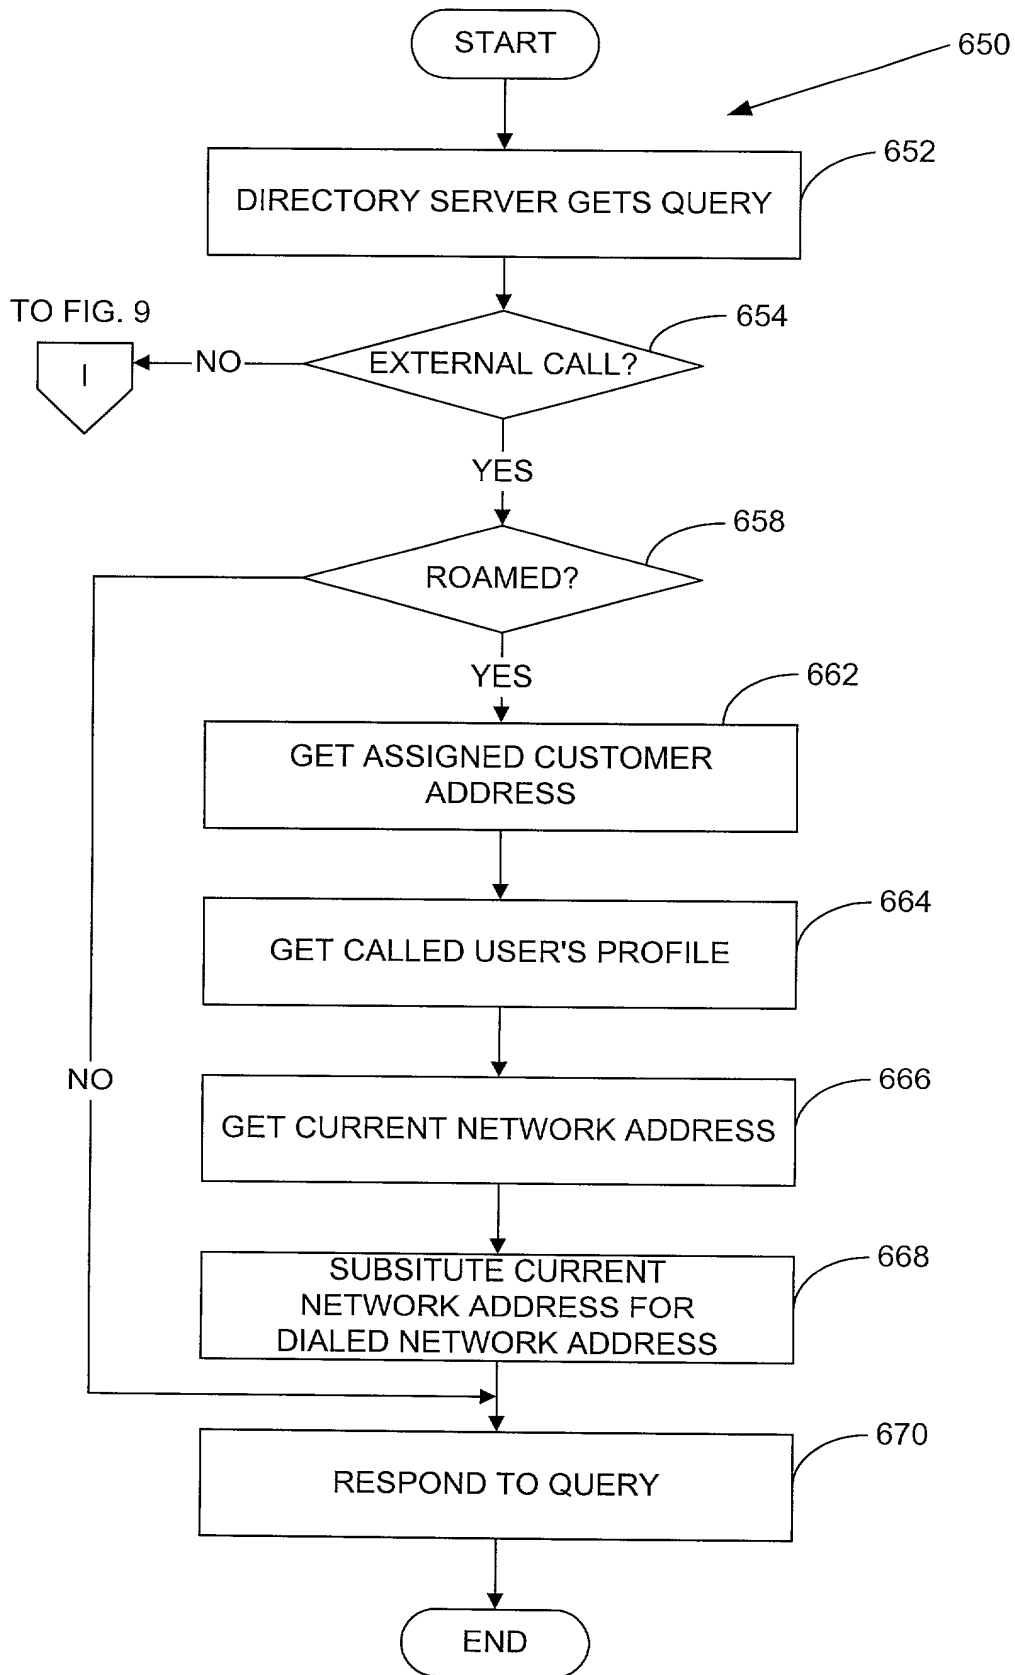 START
650
652
DIRECTORY SERVER GETS QUERY
TO FIG. 9
654
I
NO
EXTERNAL CALL?
YES
658
ROAMED?
YES
662
GET ASSIGNED CUSTOMER
ADDRESS
664
GET CALLED USER'S PROFILE
NO
666
GET CURRENT NETWORK ADDRESS
668
SUBSITUTE CURRENT
NETWORK ADDRESS FOR
DIALED NETWORK ADDRESS
670
RESPOND TO QUERY
END